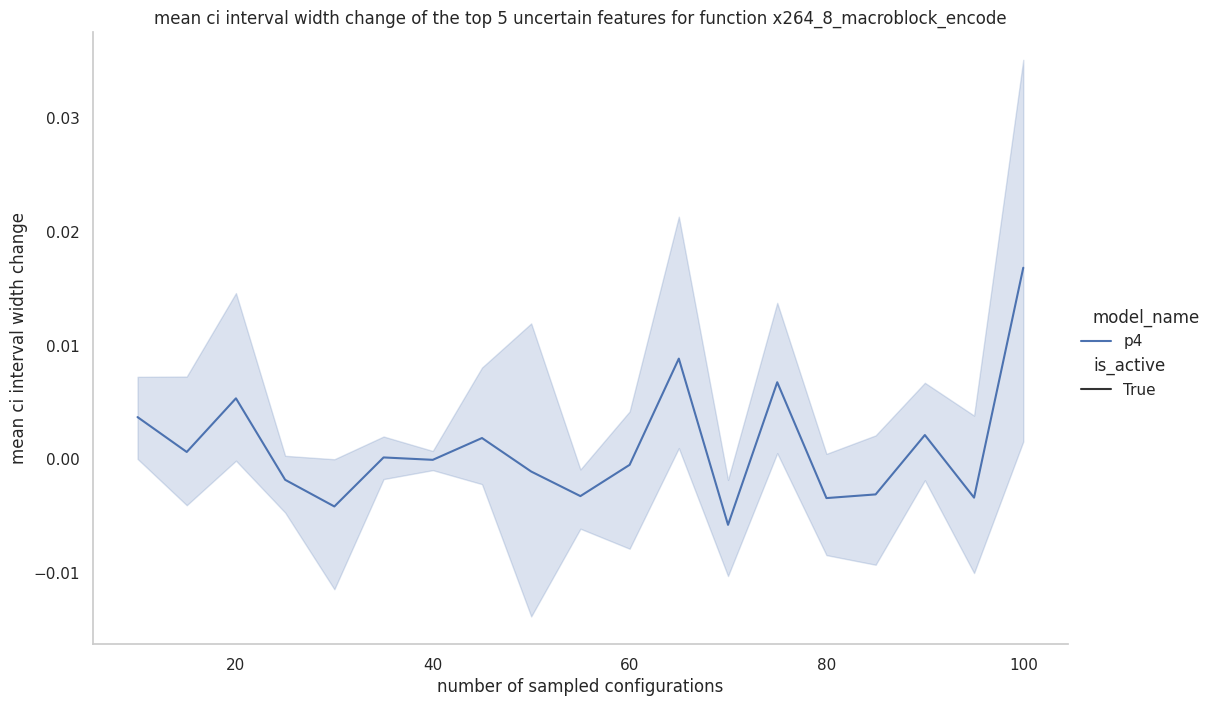 mean ci interval width change of the top 5 uncertain features for function x264_8_macroblock_encode
mean ci interval width change
0.03
0.02
0.01
0.00
−0.01
20
40
60
80
100
number of sampled configurations
model_name
p4
is_active
True